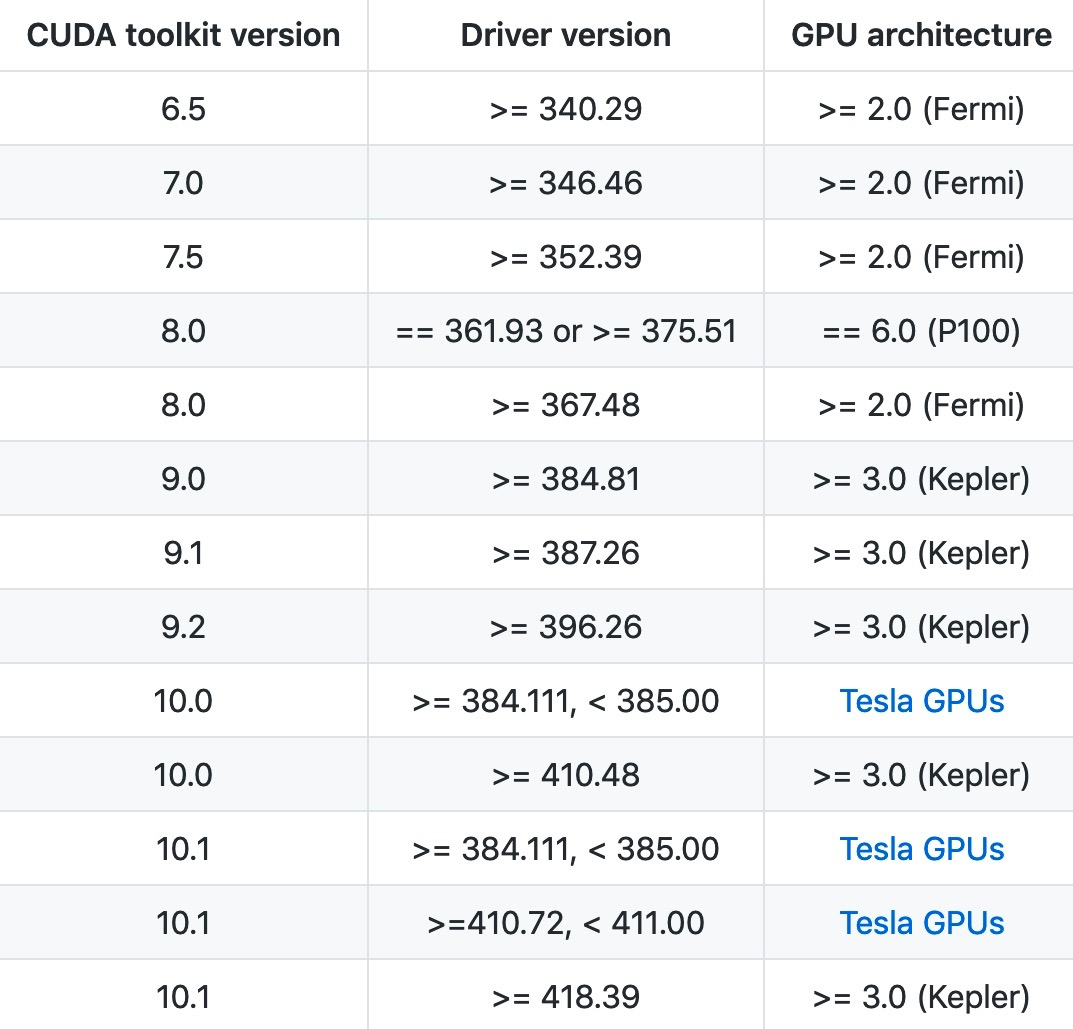 CUDA toolkit version Driver version GPU architecture
6.5 >= 340.29 >= 2.0 (Fermi)
7.0 >= 346.46 >= 2.0 (Fermi)
7.5 >= 352.39 >= 2.0 (Fermi)
8.0 == 361.93 or >= 375.51 == 6.0 (P100)
8.0 >= 367.48 >= 2.0 (Fermi)
9.0 >= 384.81 >= 3.0 (Kepler)
9.1 >= 387.26 >= 3.0 (Kepler)
9.2 >= 396.26 >= 3.0 (Kepler)
10.0 >= 384.111, < 385.00 Tesla GPUs
10.0 >= 410.48 >= 3.0 (Kepler)
10.1 >= 384.111, < 385.00 Tesla GPUs
10.1 >=410.72, < 411.00 Tesla GPUs
10.1 >= 418.39 >= 3.0 (Kepler)